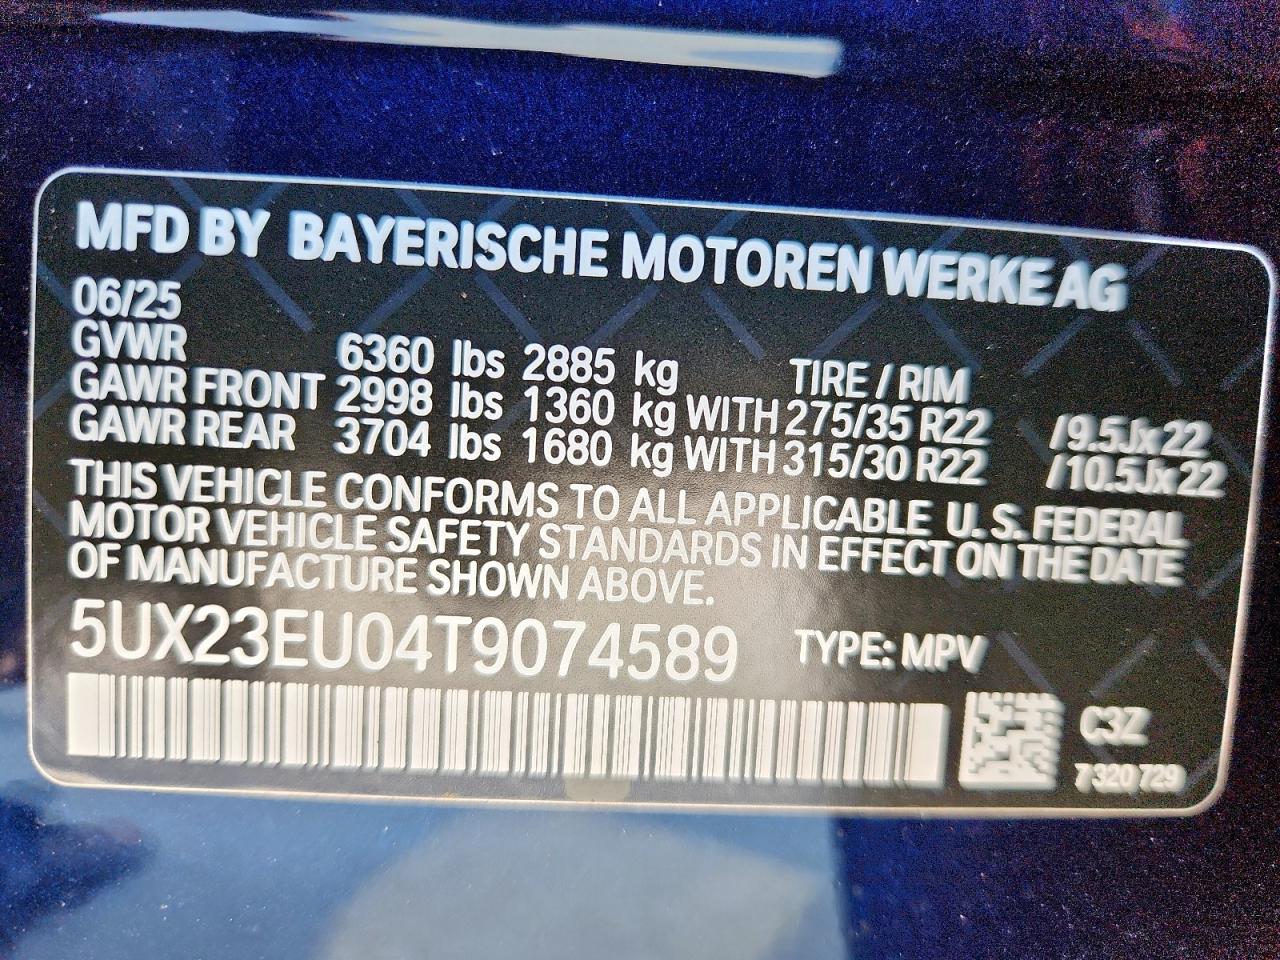 MFD BY BAYERISCHE MOTOREN WERKE AG
06/25
GVWR 6360 lbs 2885 kg TIRE / RIM
GAWR FRONT 2998 lbs 1360 kg WITH 275/35 R22 /9.5Jx22
GAWR REAR 3704 lbs 1680 kg WITH 315/30 R22 /10.5Jx22
THIS VEHICLE CONFORMS TO ALL APPLICABLE U.S. FEDERAL
MOTOR VEHICLE SAFETY STANDARDS IN EFFECT ON THE DATE
OF MANUFACTURE SHOWN ABOVE.
5UX23EU04T9074589 TYPE: MPV
C3Z
7 320 729